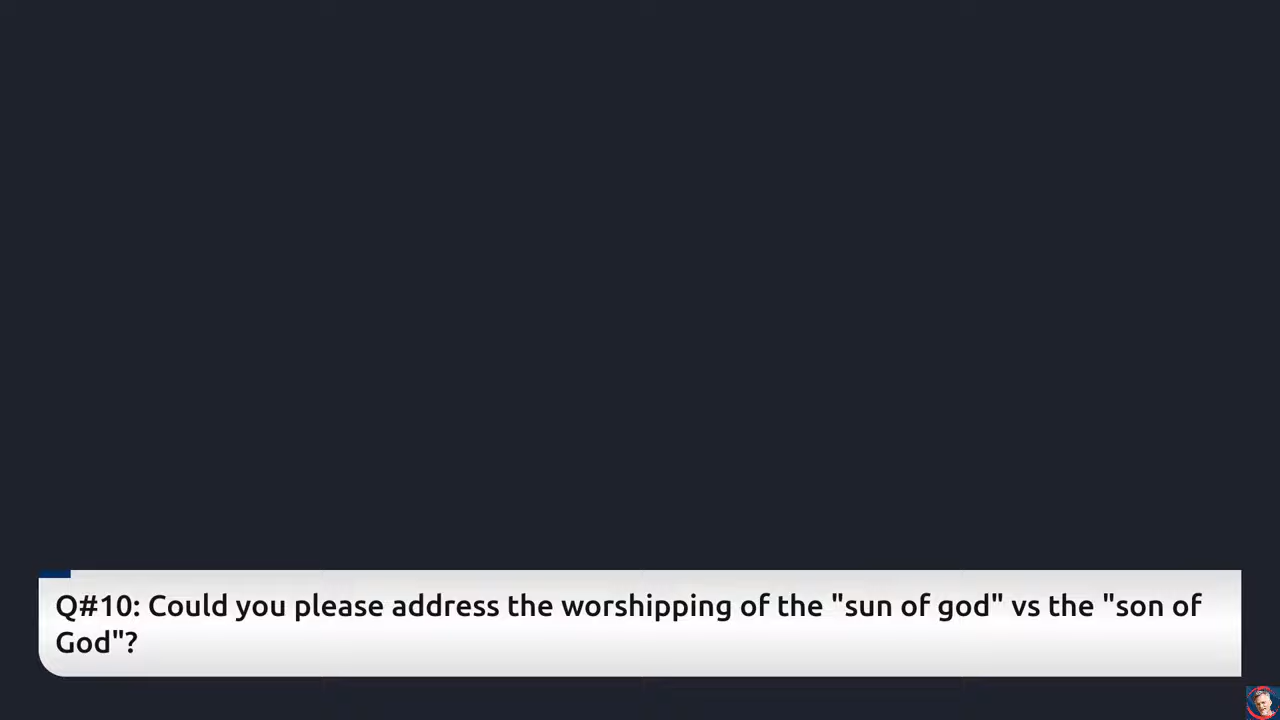 Q#10: Could you please address the worshipping of the "sun of god" vs the "son of
God"?